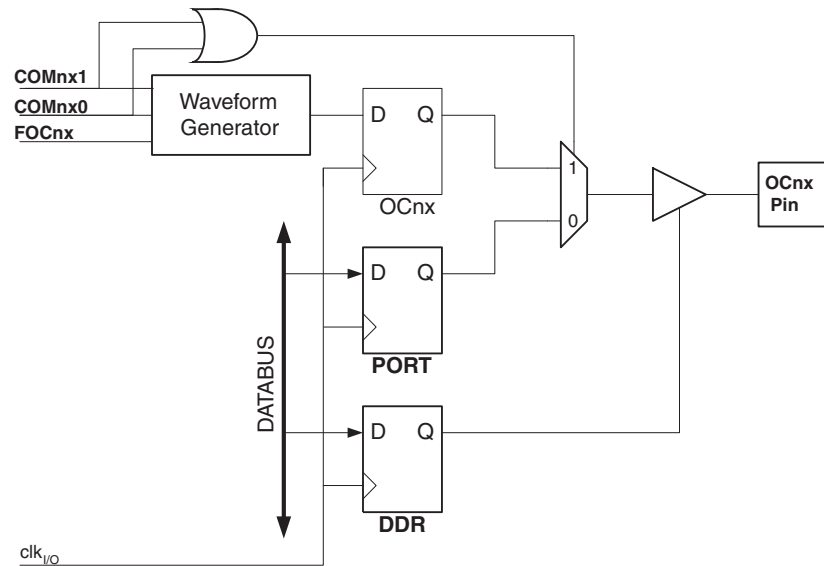 COMnx1
COMnx0
FOCnx
Waveform
Generator
D Q
OCnx
1
0
OCnx
Pin
D Q
PORT
D Q
DDR
DATABUS
clkI/O